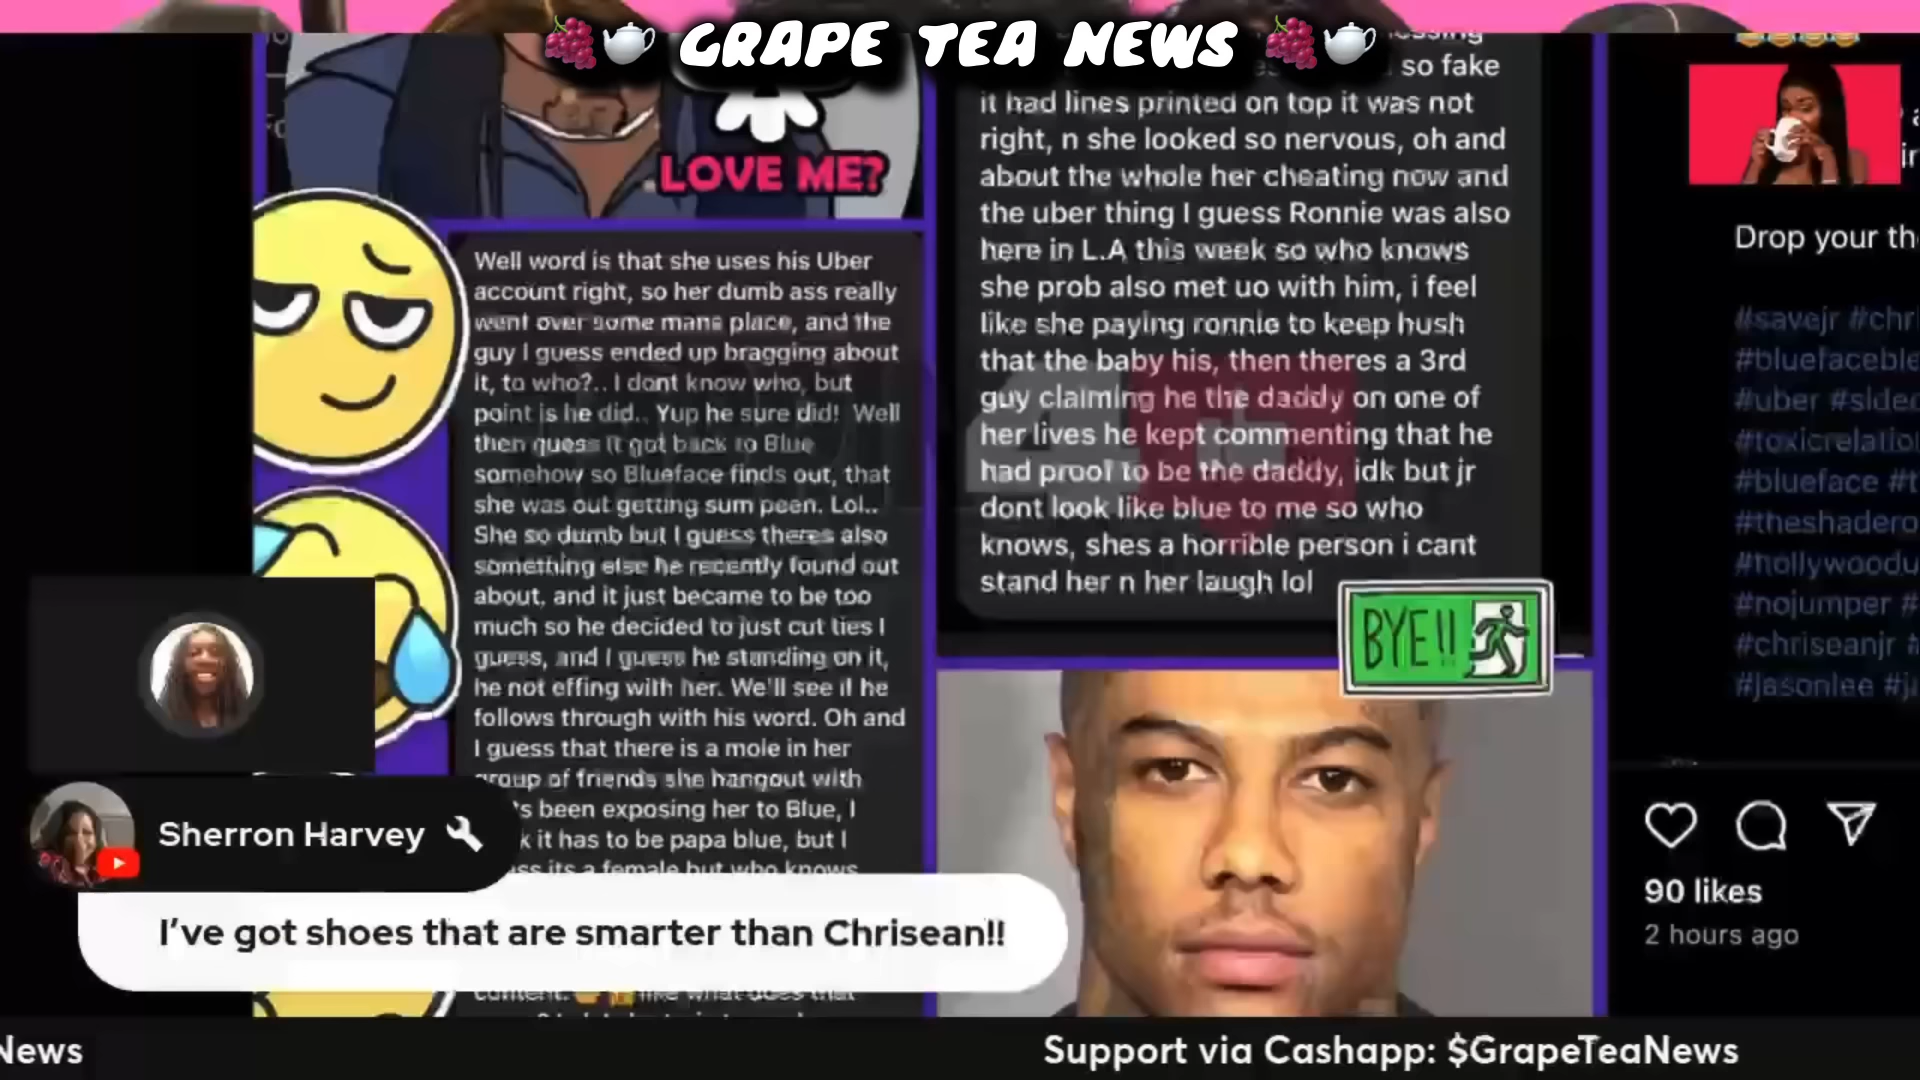 GRAPE TEA NEWS
LOVE ME?
Well word is that she uses his Uber
account right, so her dumb ass really
went over some mans place, and the
guy I guess ended up bragging about
it, to who?.. I dont know who, but
point is he did.. Yup he sure did! Well
then guess it got back to Blue
somehow so Blueface finds out, that
she was out getting sum peen. Lol..
She so dumb but I guess theres also
something else he recently found out
about, and it just became to be too
much so he decided to just cut ties I
guess, and I guess he standing on it,
he not effing with her. We'll see if he
follows through with his word. Oh and
I guess that there is a mole in her
group of friends she hangout with
's been exposing her to Blue, I
it has to be papa blue, but I
its a female but who knows
content. like what does that
so fake
it had lines printed on top it was not
right, n she looked so nervous, oh and
about the whole her cheating now and
the uber thing I guess Ronnie was also
here in L.A this week so who knows
she prob also met uo with him, i feel
like she paying ronnie to keep hush
that the baby his, then theres a 3rd
guy claiming he the daddy on one of
her lives he kept commenting that he
had proof to be the daddy, idk but jr
dont look like blue to me so who
knows, shes a horrible person i cant
stand her n her laugh lol
BYE!!
Drop your th
#savejr #chri
#bluefaceble
#uber #sidec
#toxicrelatio
#blueface #t
#theshadero
#hollywoodu
#nojumper #
#chriseanjr #
#jasonlee #ju
90 likes
2 hours ago
Sherron Harvey
I've got shoes that are smarter than Chrisean!!
News
Support via Cashapp: $GrapeTeaNews